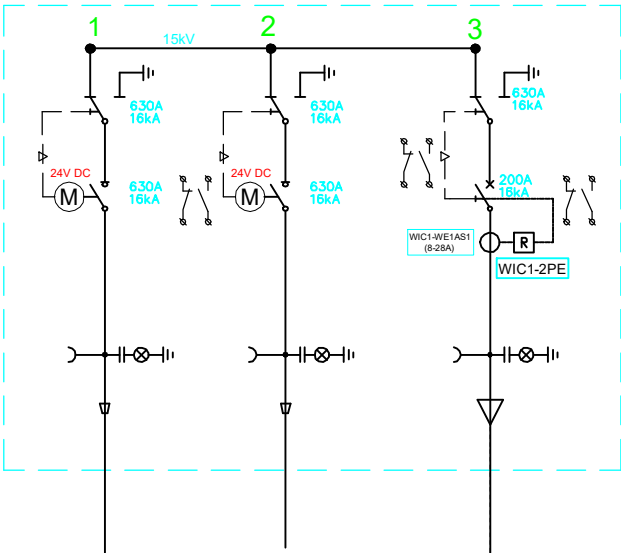 1
2
3
15kV
630A
16kA
630A
16kA
630A
16kA
24V DC
M
630A
16kA
24V DC
M
630A
16kA
200A
16kA
WIC1-WE1AS1
(8-28A)
R
WIC1-2PE